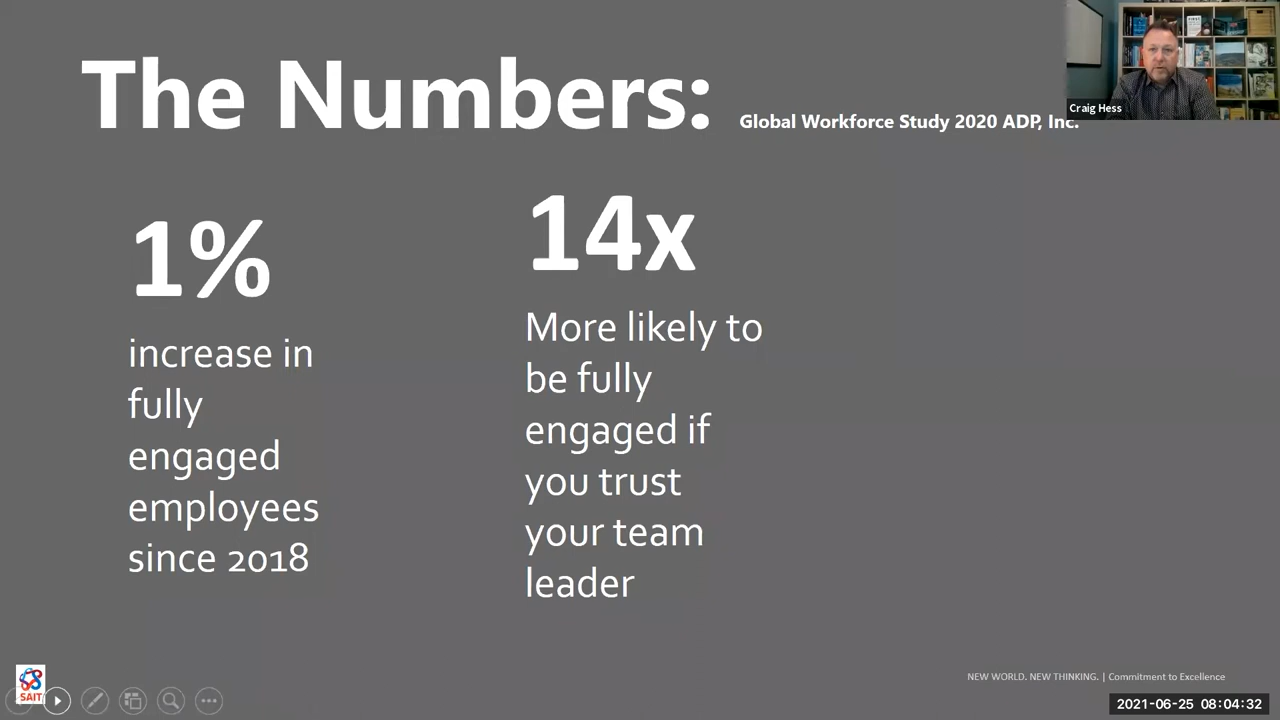 The Numbers:
Global Workforce Study 2020 ADP, Inc.
Craig Hess
1%
increase in
fully
engaged
employees
since 2018
14x
More likely to
be fully
engaged if
you trust
your team
leader
SAIT
NEW WORLD. NEW THINKING. | Commitment to Excellence
2021-06-25 08:04:32